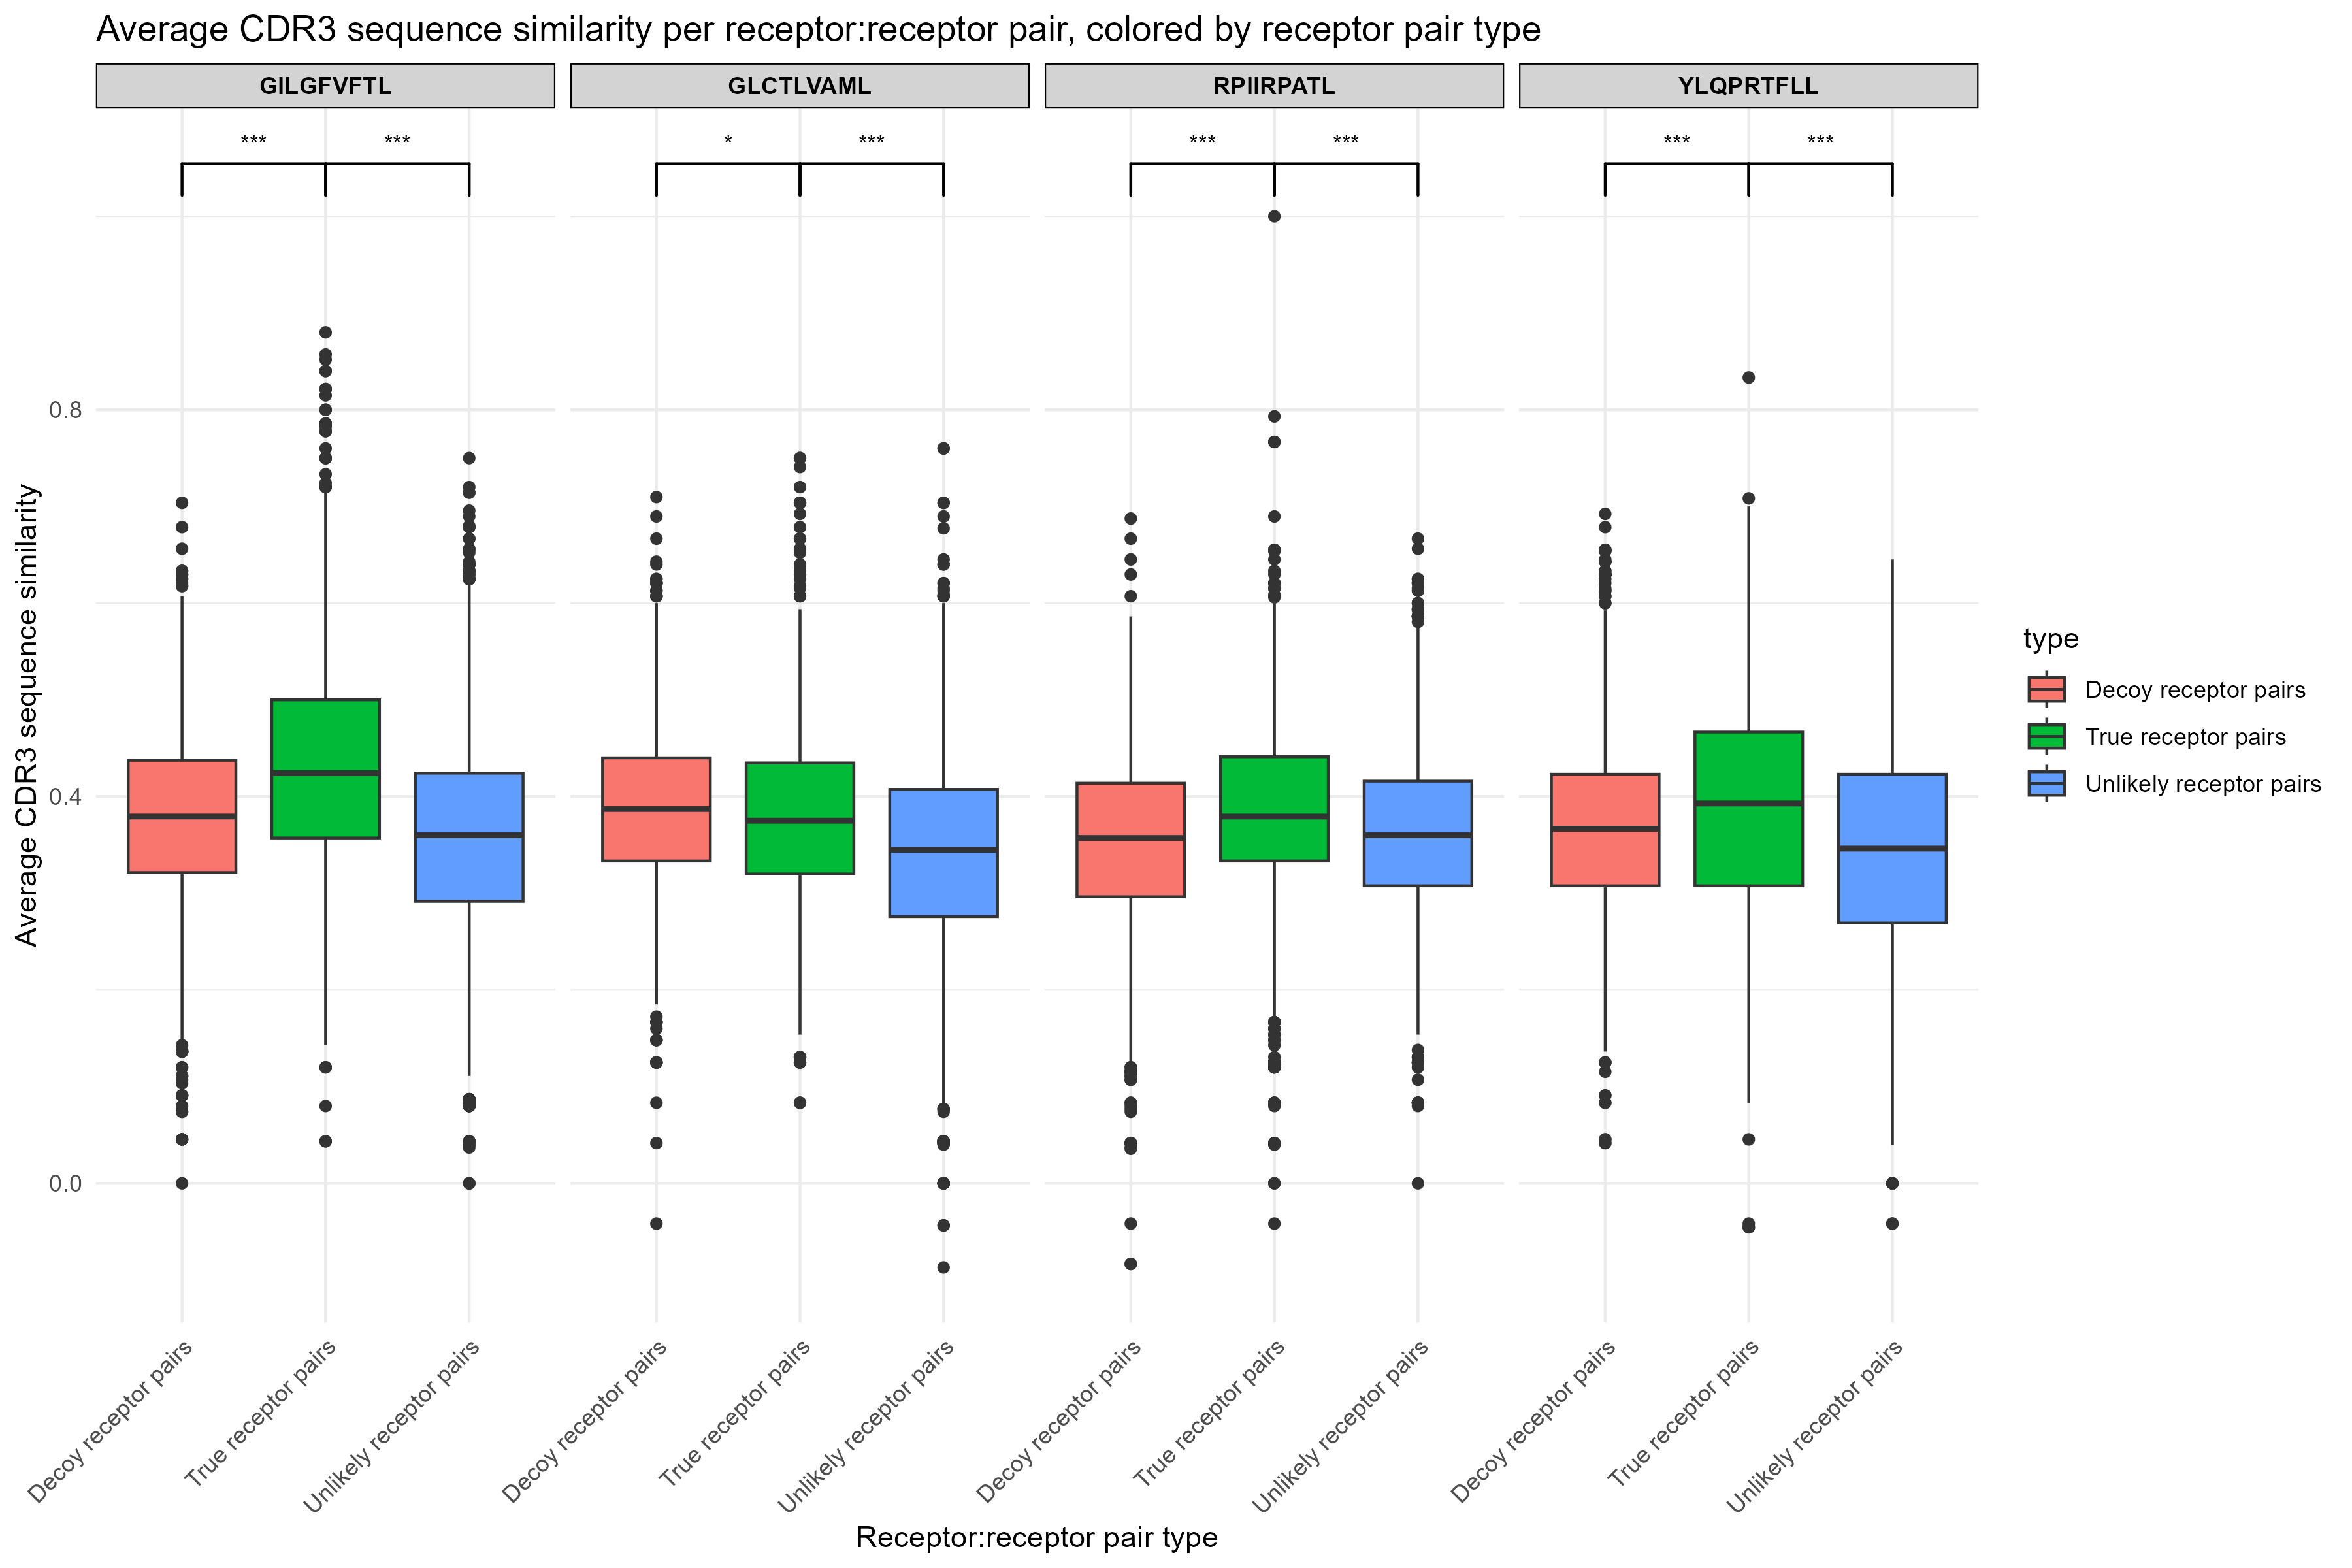 Average CDR3 sequence similarity per receptor:receptor pair, colored by receptor pair type
GILGFVFTL
GLCTLVAML
RPIIRPATL
YLQPRTFLL
*** *** * *** *** *** *** ***
Average CDR3 sequence similarity
0.8
0.4
0.0
type
Decoy receptor pairs
True receptor pairs
Unlikely receptor pairs
Decoy receptor pairs
True receptor pairs
Unlikely receptor pairs
Decoy receptor pairs
True receptor pairs
Unlikely receptor pairs
Decoy receptor pairs
True receptor pairs
Unlikely receptor pairs
Decoy receptor pairs
True receptor pairs
Unlikely receptor pairs
Receptor:receptor pair type